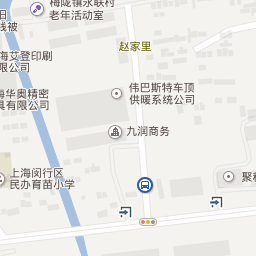 梅陇镇永联村
老年活动室
赵家里
海艾登印刷
有限公司
伟巴斯特车顶
供暖系统公司
海华奥精密
具有限公司
九润商务
上海闵行区
民办育苗小学